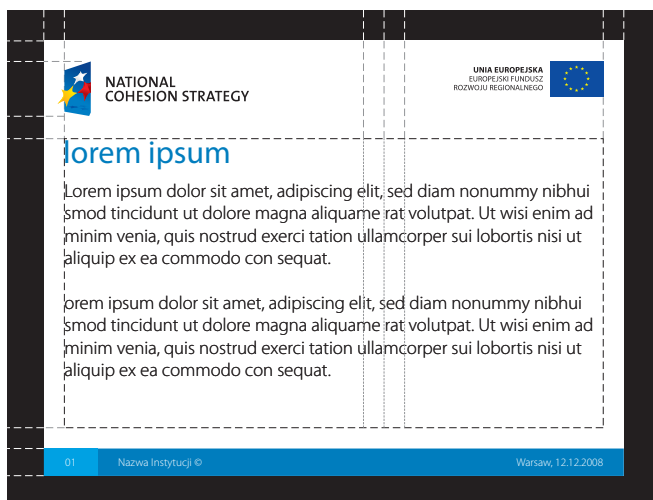 NATIONAL
COHESION STRATEGY
UNIA EUROPEJSKA
EUROPEJSKI FUNDUSZ
ROZWOJU REGIONALNEGO
lorem ipsum
Lorem ipsum dolor sit amet, adipiscing elit, sed diam nonummy nibhui
smod tincidunt ut dolore magna aliquame rat volutpat. Ut wisi enim ad
minim venia, quis nostrud exerci tation ullamcorper sui lobortis nisi ut
aliquip ex ea commodo con sequat.
orem ipsum dolor sit amet, adipiscing elit, sed diam nonummy nibhui
smod tincidunt ut dolore magna aliquame rat volutpat. Ut wisi enim ad
minim venia, quis nostrud exerci tation ullamcorper sui lobortis nisi ut
aliquip ex ea commodo con sequat.
01 Nazwa Instytucji © Warsaw, 12.12.2008